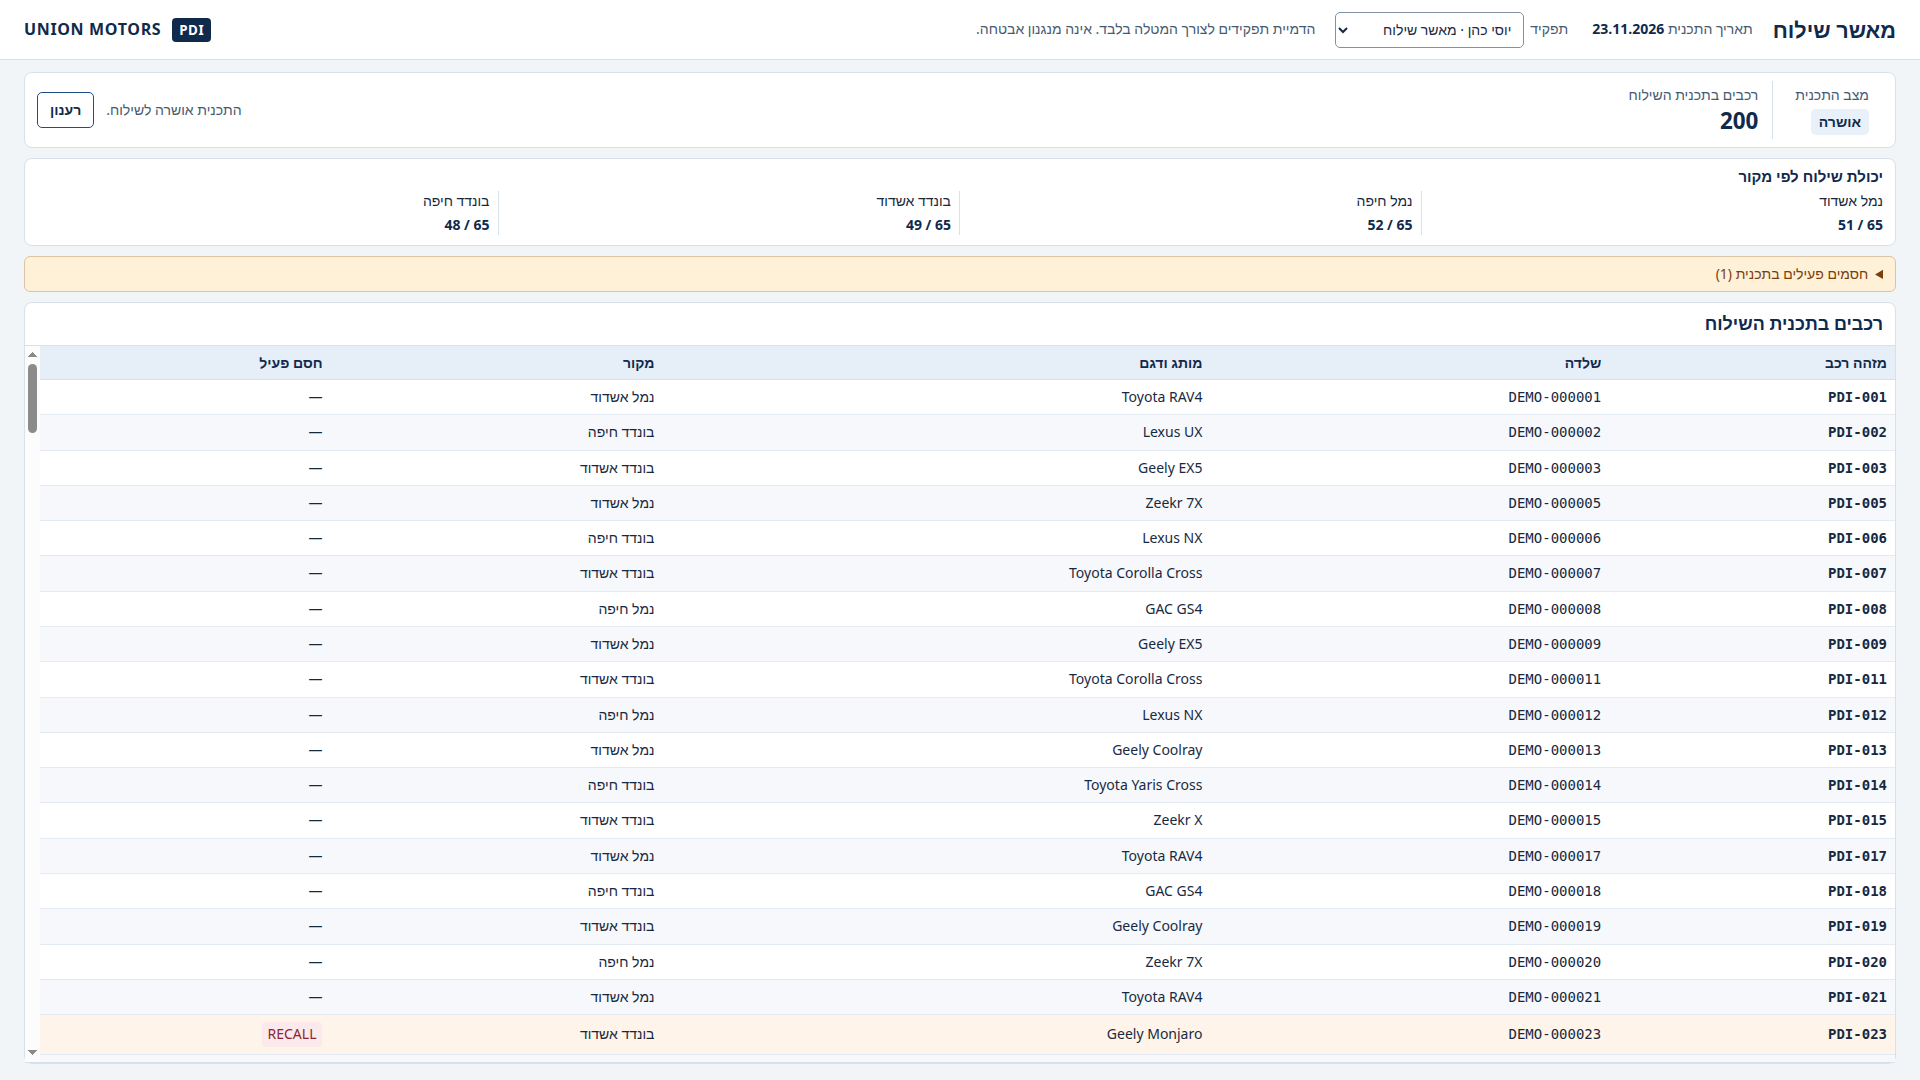 מאשר שילוח תאריך התכנית 23.11.2026 תפקיד יוסי כהן · מאשר שילוח הדמיית תפקידים לצורך המטלה בלבד. אינה מנגנון אבטחה. PDI UNION MOTORS
מצב התכנית רכבים בתכנית השילוח
אושרה 200 התכנית אושרה לשילוח. רענון
יכולת שילוח לפי מקור
נמל אשדוד נמל חיפה בונדד אשדוד בונדד חיפה
51 / 65 52 / 65 49 / 65 48 / 65
חסמים פעילים בתכנית (1)
רכבים בתכנית השילוח
מזהה רכב שלדה מותג ודגם מקור חסם פעיל
PDI-001 DEMO-000001 Toyota RAV4 נמל אשדוד —
PDI-002 DEMO-000002 Lexus UX בונדד חיפה —
PDI-003 DEMO-000003 Geely EX5 בונדד אשדוד —
PDI-005 DEMO-000005 Zeekr 7X נמל אשדוד —
PDI-006 DEMO-000006 Lexus NX בונדד חיפה —
PDI-007 DEMO-000007 Toyota Corolla Cross בונדד אשדוד —
PDI-008 DEMO-000008 GAC GS4 נמל חיפה —
PDI-009 DEMO-000009 Geely EX5 נמל אשדוד —
PDI-011 DEMO-000011 Toyota Corolla Cross בונדד אשדוד —
PDI-012 DEMO-000012 Lexus NX נמל חיפה —
PDI-013 DEMO-000013 Geely Coolray נמל אשדוד —
PDI-014 DEMO-000014 Toyota Yaris Cross בונדד חיפה —
PDI-015 DEMO-000015 Zeekr X בונדד אשדוד —
PDI-017 DEMO-000017 Toyota RAV4 נמל אשדוד —
PDI-018 DEMO-000018 GAC GS4 בונדד חיפה —
PDI-019 DEMO-000019 Geely Coolray בונדד אשדוד —
PDI-020 DEMO-000020 Zeekr 7X נמל חיפה —
PDI-021 DEMO-000021 Toyota RAV4 נמל אשדוד —
PDI-023 DEMO-000023 Geely Monjaro בונדד אשדוד RECALL